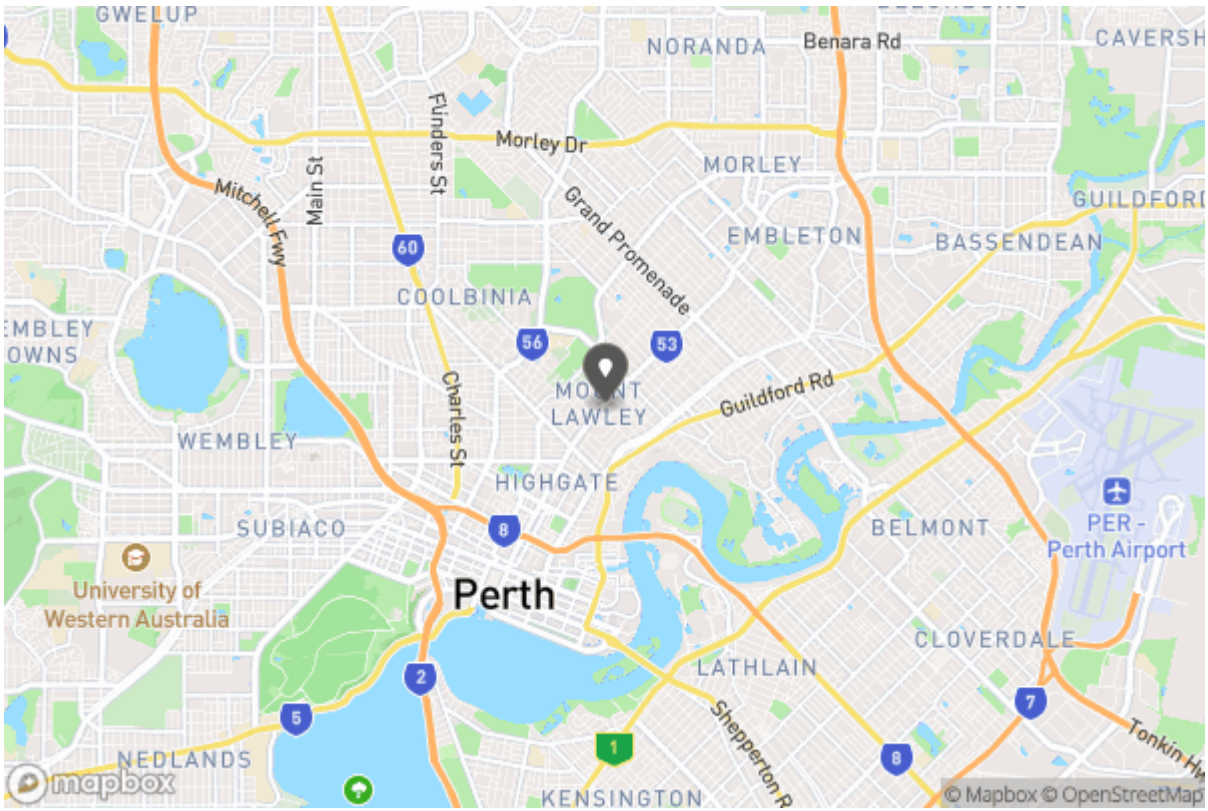 GWELUP
NORANDA
Benara Rd
CAVERSH
Flinders St
Morley Dr
MORLEY
Main St
Mitchell Fwy
Grand Promenade
GUILDFORD
EMBLETON
BASSENDEAN
60
COOLBINIA
EMBLEY
OWNS
56
53
MOUNT
LAWLEY
Charles St
Guildford Rd
WEMBLEY
HIGHGATE
SUBIACO
8
BELMONT
PER -
Perth Airport
University of
Western Australia
Perth
CLOVERDALE
LATHLAIN
2
5
7
Shepperton R
Tonkin Hw
1
8
NEDLANDS
mapbox
KENSINGTON
© Mapbox © OpenStreetMap